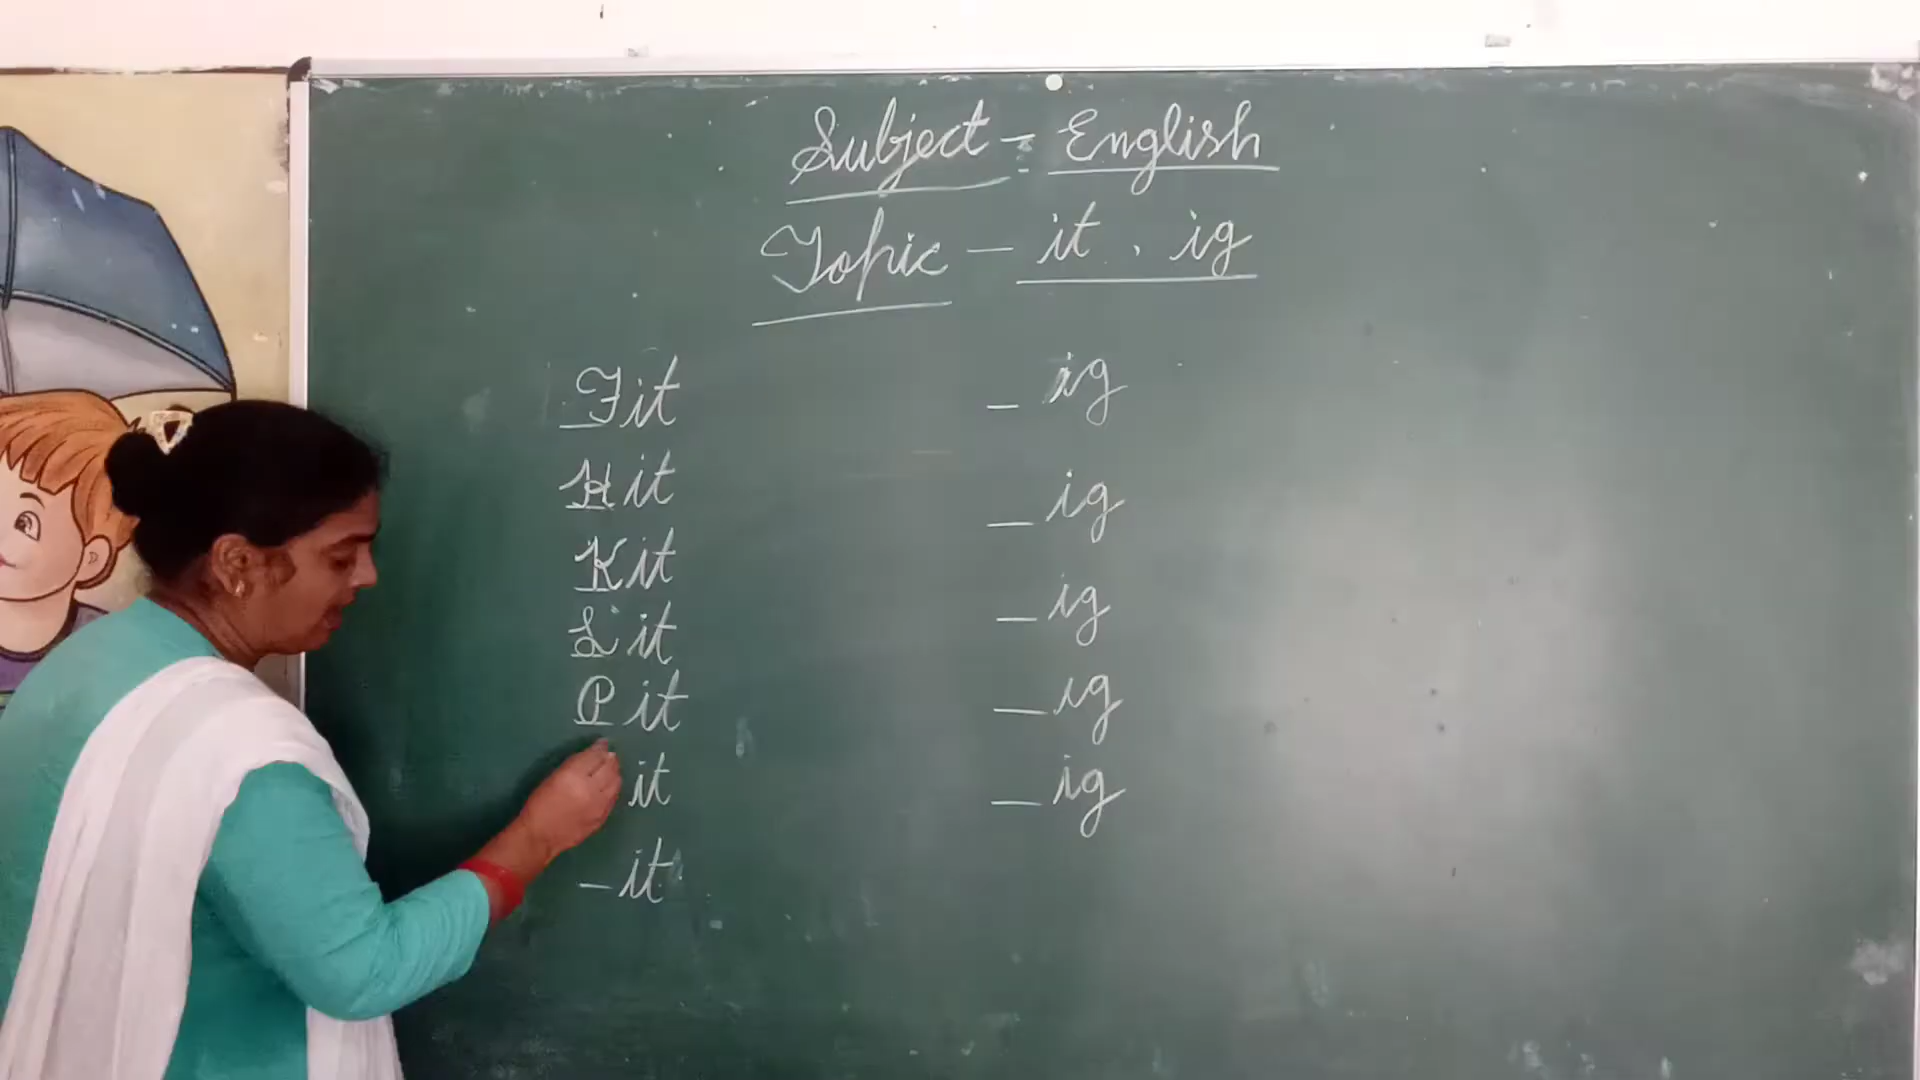 Subject - English
Topic - it, ig
Fit
Hit
Kit
Lit
Pit
it
_it
_ig
_ig
_ig
_ig
_ig